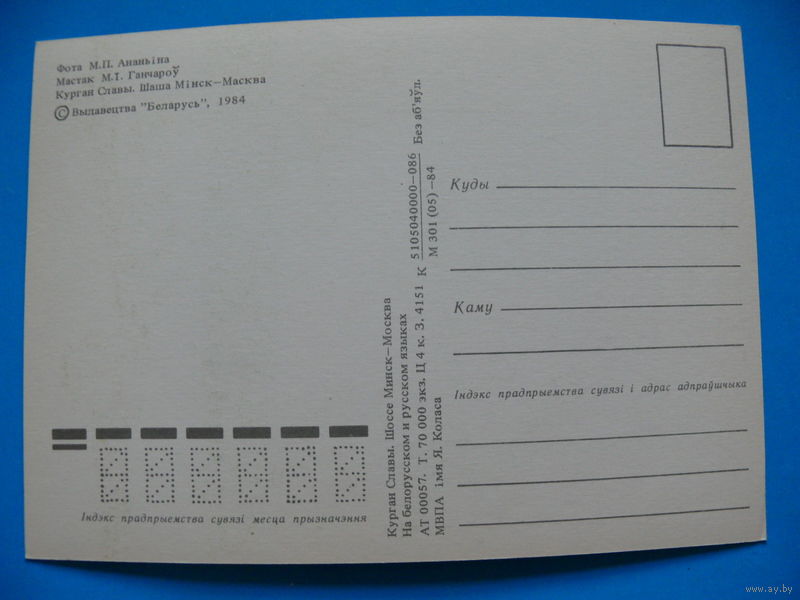 Фота М.П. Ананьіна
Мастак М.Т. Ганчароў
Курган Славы. Шаша Мінск—Масква
© Выдавецтва "Беларусь", 1984
Курган Славы. Шоссе Минск—Москва
На белорусском и русском языках
АТ 00057. Т. 70 000 экз. Ц 4 к. З. 4151 К 5105040000—086 Без аб'яўл.
М 301 (05) —84
МВПА імя Я. Коласа
Куды
Каму
Індэкс прадпрыемства сувязі і адрас адпраўшчыка
Індэкс прадпрыемства сувязі месца прызначэння
www.ay.by